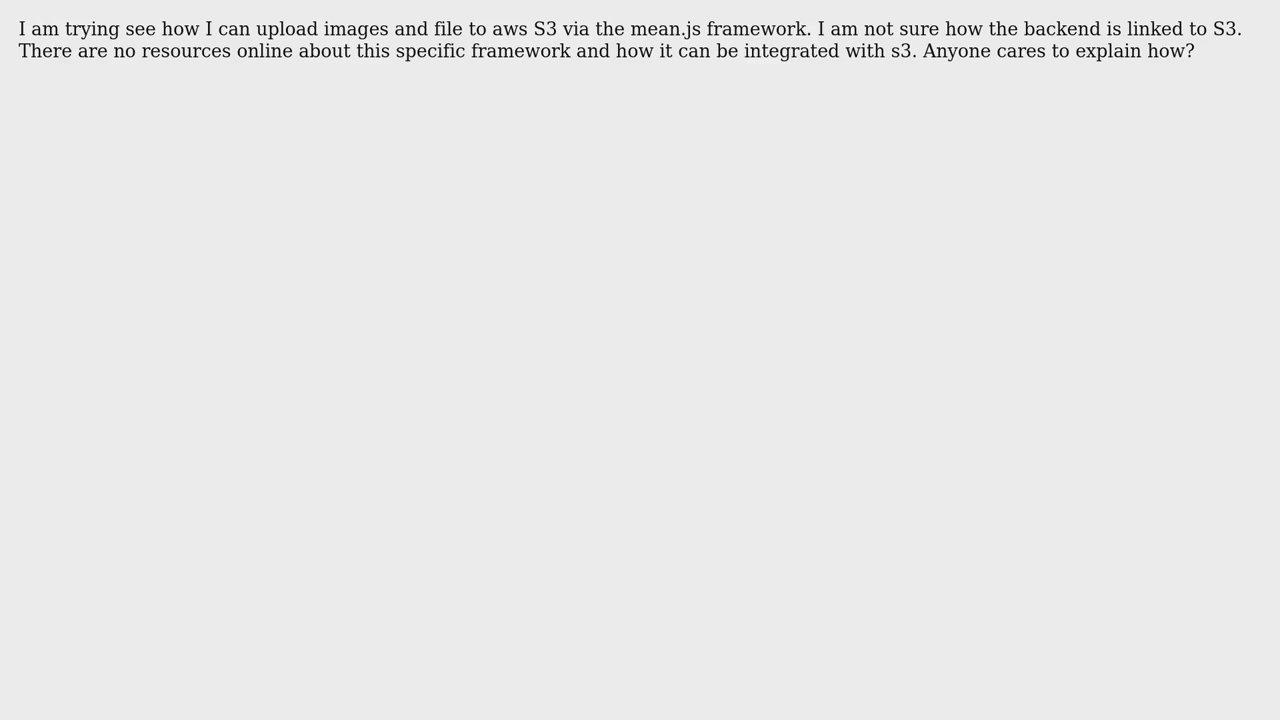 I am trying see how I can upload images and file to aws S3 via the mean.js framework. I am not sure how the backend is linked to S3.
There are no resources online about this specific framework and how it can be integrated with s3. Anyone cares to explain how?